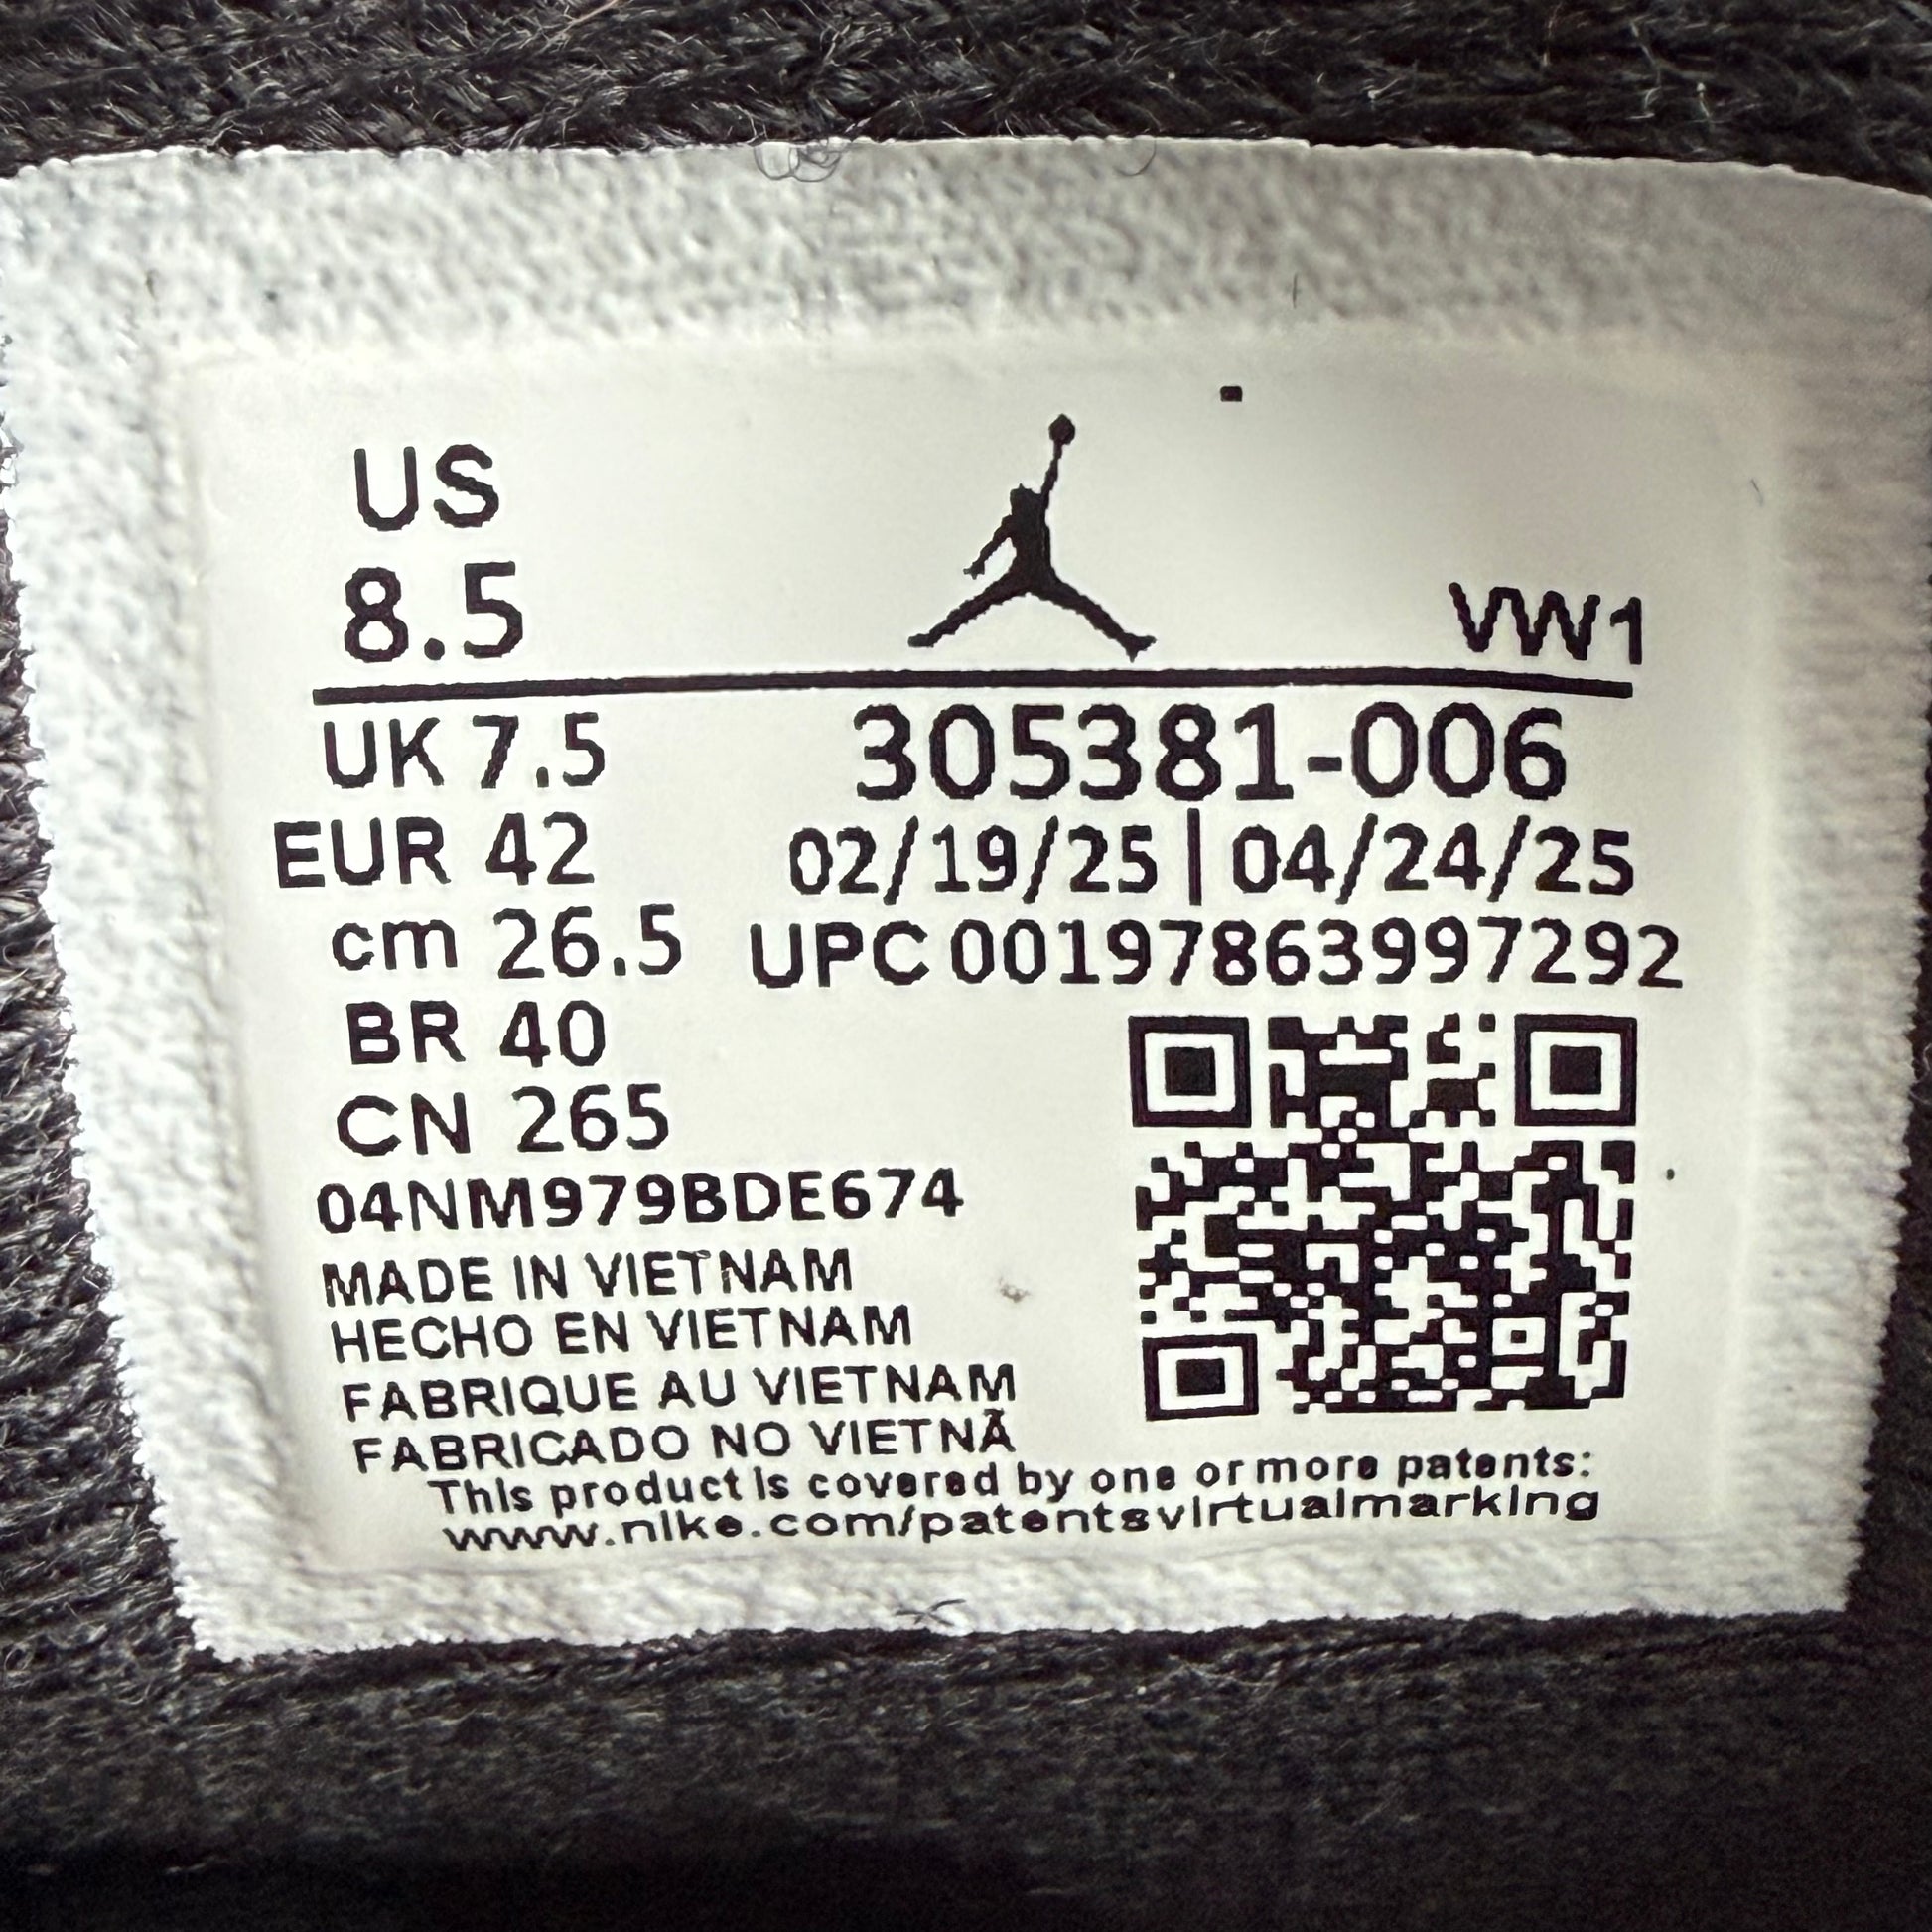 US
8.5
VW1
UK 7.5
305381-006
EUR 42
02/19/25|04/24/25
cm 26.5
UPC 00197863997292
BR 40
CN 265
04NM979BDE674
MADE IN VIETNAM
HECHO EN VIETNAM
FABRIQUE AU VIETNAM
FABRICADO NO VIETNÃ
This product is covered by one or more patents:
www.nike.com/patentsvirtualmarking